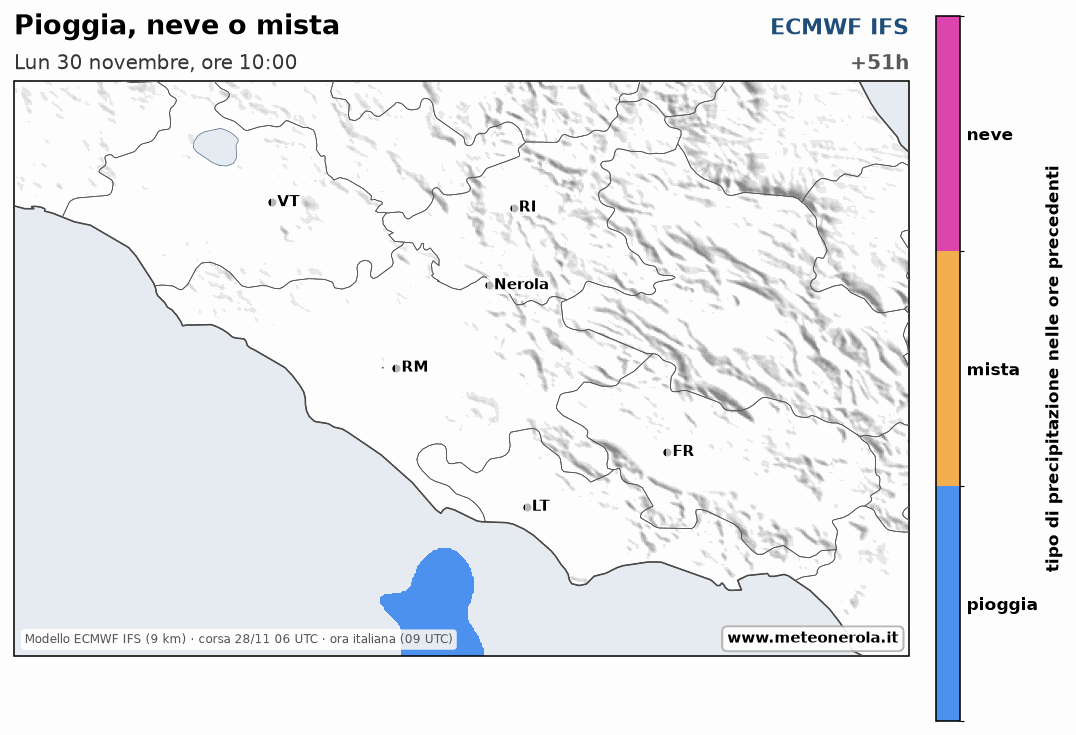 Pioggia, neve o mista
ECMWF IFS
Lun 30 novembre, ore 10:00
+51h
neve
VT
RI
Nerola
tipo di precipitazione nelle ore precedenti
RM
mista
FR
LT
pioggia
Modello ECMWF IFS (9 km) · corsa 28/11 06 UTC · ora italiana (09 UTC)
www.meteonerola.it